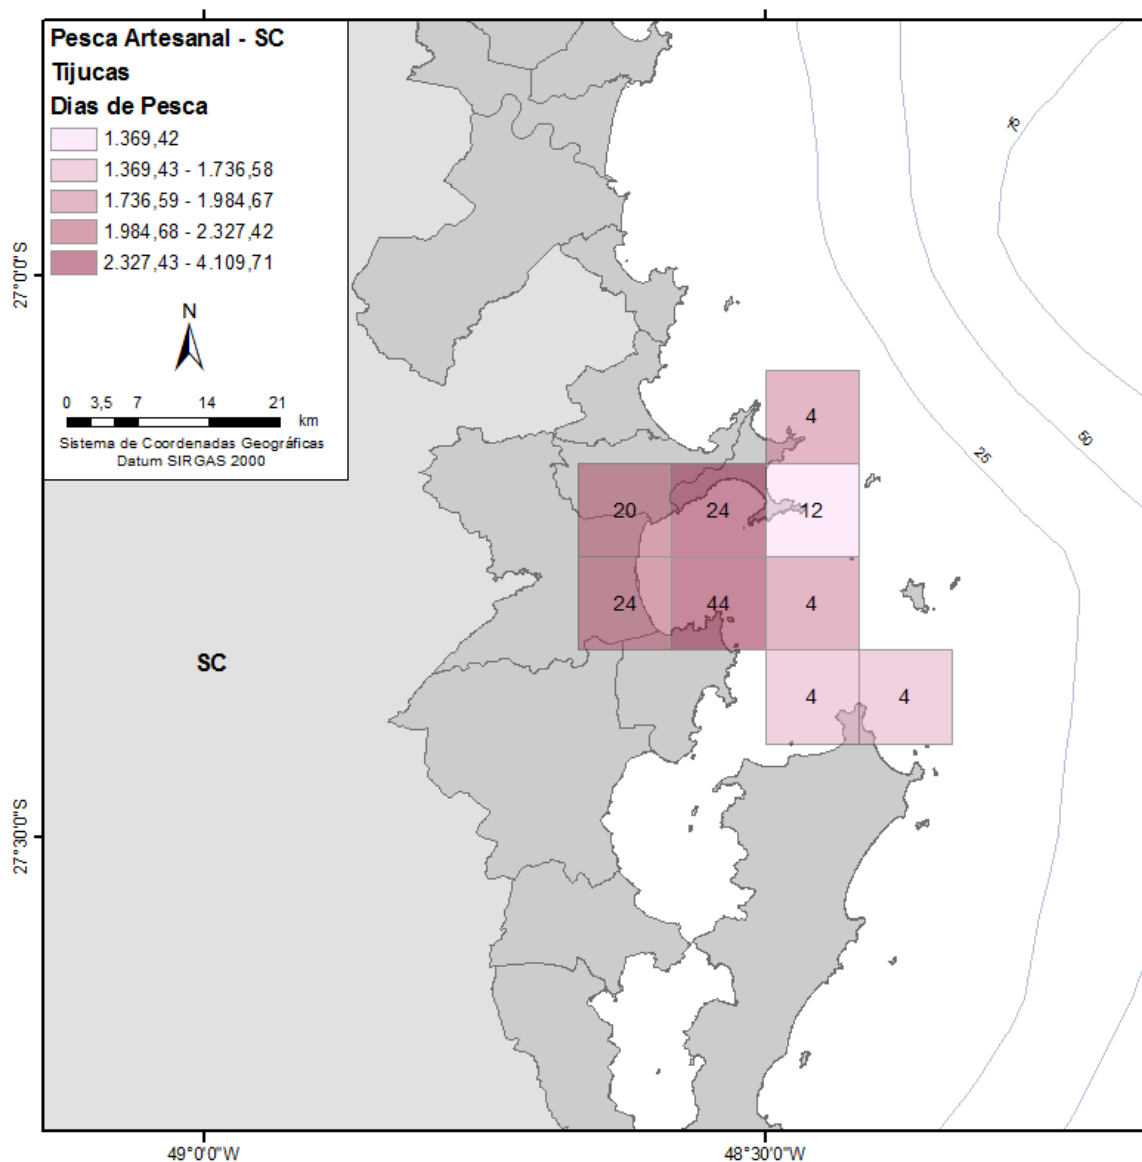 Pesca Artesanal - SC
Tijucas
Dias de Pesca
1.369,42
1.369,43 - 1.736,58
1.736,59 - 1.984,67
1.984,68 - 2.327,42
2.327,43 - 4.109,71
N
0 3,5 7 14 21
km
Sistema de Coordenadas Geográficas
Datum SIRGAS 2000
75
50
25
27°0'0"S
4
20 24 12
24 44 4
SC
4 4
27°30'0"S
49°0'0"W 48°30'0"W